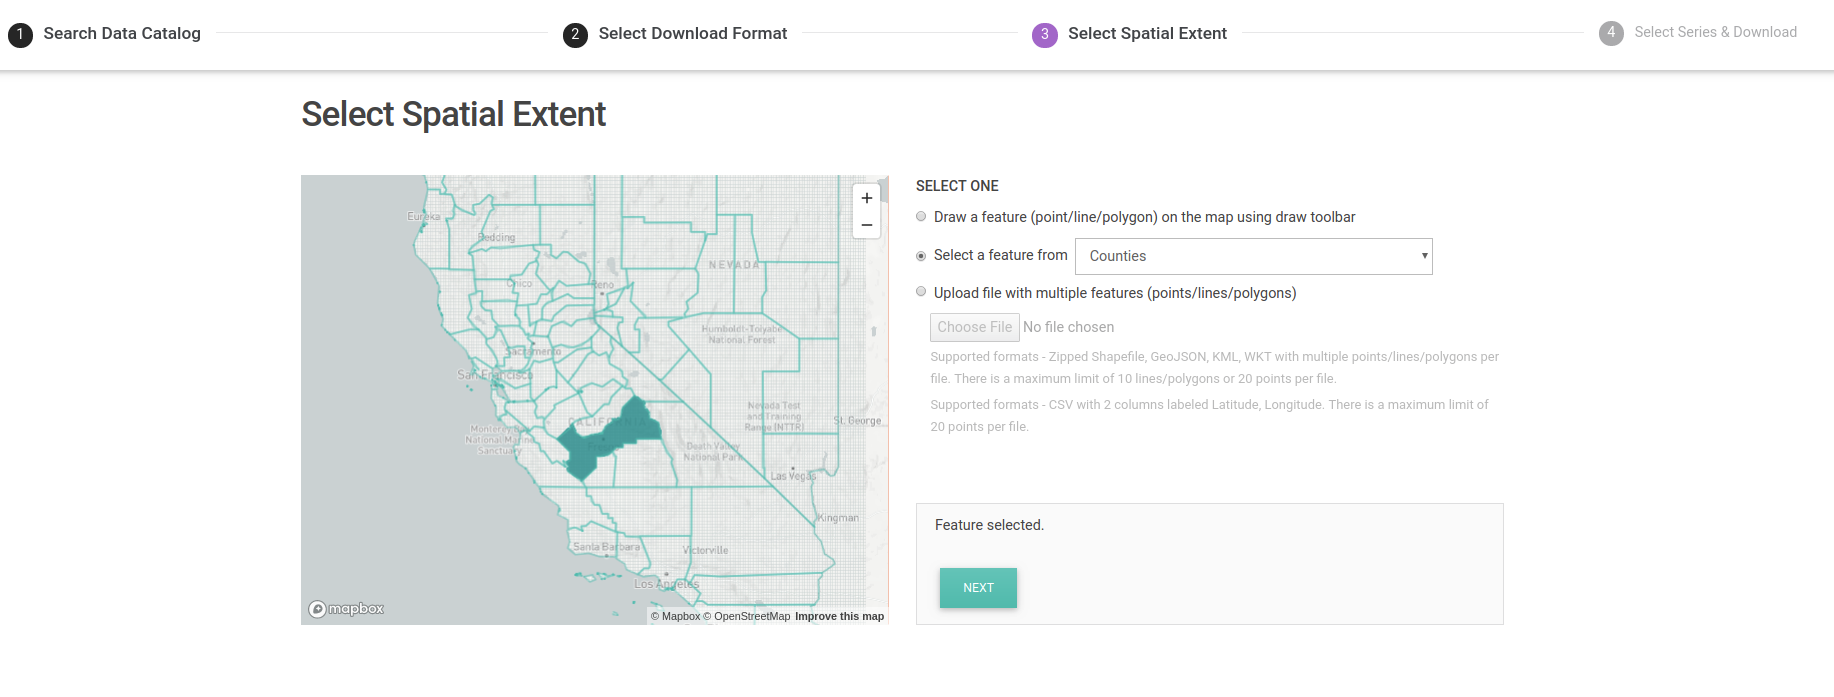 1 Search Data Catalog
2 Select Download Format
3 Select Spatial Extent
4 Select Series & Download
Select Spatial Extent
Eureka
Redding
NEVADA
Chico
Reno
Humboldt-Toiyabe
National Forest
Sacramento
San Francisco
Nevada Test
and Training
Range (NTTR)
St. George
CALIFORNIA
Monterey Bay
National Marine
Sanctuary
Fresno
Death Valley
National Park
Las Vegas
Kingman
Santa Barbara
Victorville
Los Angeles
+
−
mapbox
© Mapbox © OpenStreetMap Improve this map
SELECT ONE
Draw a feature (point/line/polygon) on the map using draw toolbar
Select a feature from Counties
Upload file with multiple features (points/lines/polygons)
Choose File No file chosen
Supported formats - Zipped Shapefile, GeoJSON, KML, WKT with multiple points/lines/polygons per
file. There is a maximum limit of 10 lines/polygons or 20 points per file.
Supported formats - CSV with 2 columns labeled Latitude, Longitude. There is a maximum limit of
20 points per file.
Feature selected.
NEXT